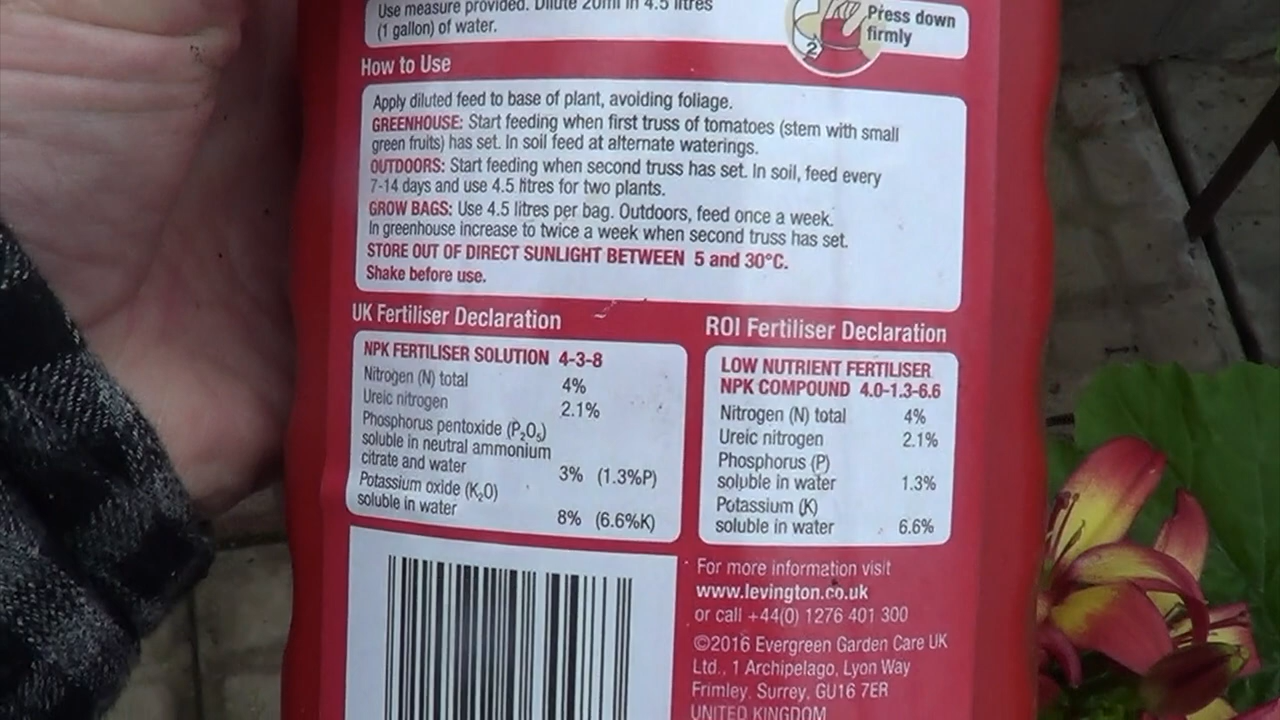 Use measure provided. Dilute 20ml in 4.5 litres
(1 gallon) of water.
2
Press down
firmly
How to Use
Apply diluted feed to base of plant, avoiding foliage.
GREENHOUSE: Start feeding when first truss of tomatoes (stem with small
green fruits) has set. In soil feed at alternate waterings.
OUTDOORS: Start feeding when second truss has set. In soil, feed every
7-14 days and use 4.5 litres for two plants.
GROW BAGS: Use 4.5 litres per bag. Outdoors, feed once a week.
In greenhouse increase to twice a week when second truss has set.
STORE OUT OF DIRECT SUNLIGHT BETWEEN 5 and 30°C.
Shake before use.
UK Fertiliser Declaration
NPK FERTILISER SOLUTION 4-3-8
Nitrogen (N) total 4%
Ureic nitrogen 2.1%
Phosphorus pentoxide (P₂O₅)
soluble in neutral ammonium
citrate and water 3% (1.3%P)
Potassium oxide (K₂O)
soluble in water 8% (6.6%K)
ROI Fertiliser Declaration
LOW NUTRIENT FERTILISER
NPK COMPOUND 4.0-1.3-6.6
Nitrogen (N) total 4%
Ureic nitrogen 2.1%
Phosphorus (P)
soluble in water 1.3%
Potassium (K)
soluble in water 6.6%
For more information visit
www.levington.co.uk
or call +44(0) 1276 401 300
©2016 Evergreen Garden Care UK
Ltd., 1 Archipelago, Lyon Way
Frimley, Surrey, GU16 7ER
UNITED KINGDOM